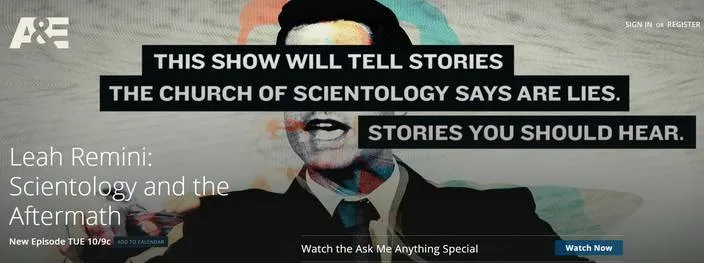 A&E
SIGN IN OR REGISTER
THIS SHOW WILL TELL STORIES
THE CHURCH OF SCIENTOLOGY SAYS ARE LIES.
STORIES YOU SHOULD HEAR.
Leah Remini:
Scientology and the
Aftermath
New Episode TUE 10/9c ADD TO CALENDAR
Watch the Ask Me Anything Special Watch Now